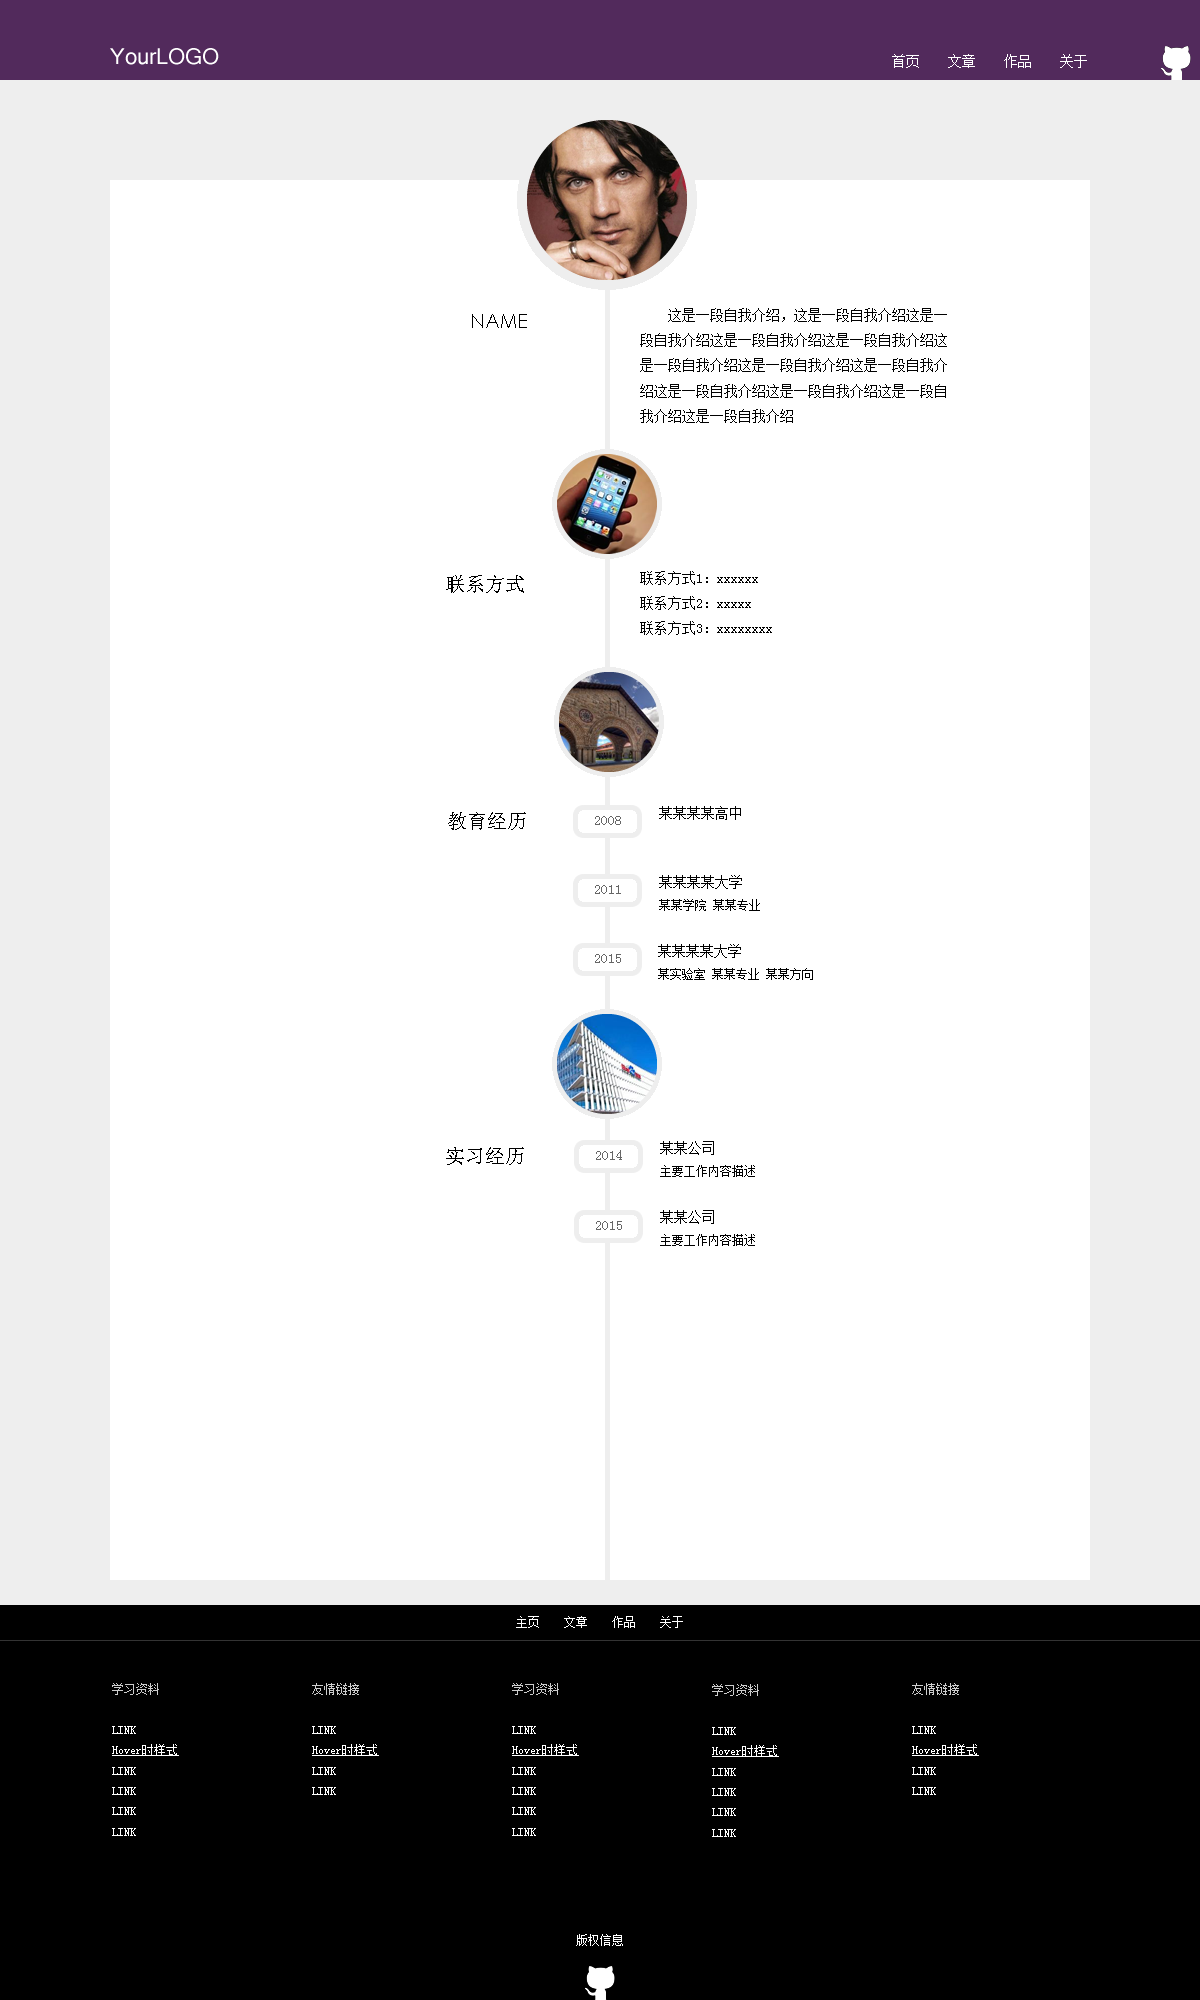 YourLOGO
首页 文章 作品 关于
NAME
这是一段自我介绍，这是一段自我介绍这是一
段自我介绍这是一段自我介绍这是一段自我介绍这
是一段自我介绍这是一段自我介绍这是一段自我介
绍这是一段自我介绍这是一段自我介绍这是一段自
我介绍这是一段自我介绍
联系方式
联系方式1：xxxxxx
联系方式2：xxxxx
联系方式3：xxxxxxxx
教育经历
2008
某某某某高中
2011
某某某某大学
某某学院 某某专业
2015
某某某某大学
某实验室 某某专业 某某方向
实习经历
2014
某某公司
主要工作内容描述
2015
某某公司
主要工作内容描述
主页 文章 作品 关于
学习资料
LINK
Hover时样式
LINK
LINK
LINK
LINK
友情链接
LINK
Hover时样式
LINK
LINK
学习资料
LINK
Hover时样式
LINK
LINK
LINK
LINK
学习资料
LINK
Hover时样式
LINK
LINK
LINK
LINK
友情链接
LINK
Hover时样式
LINK
LINK
版权信息